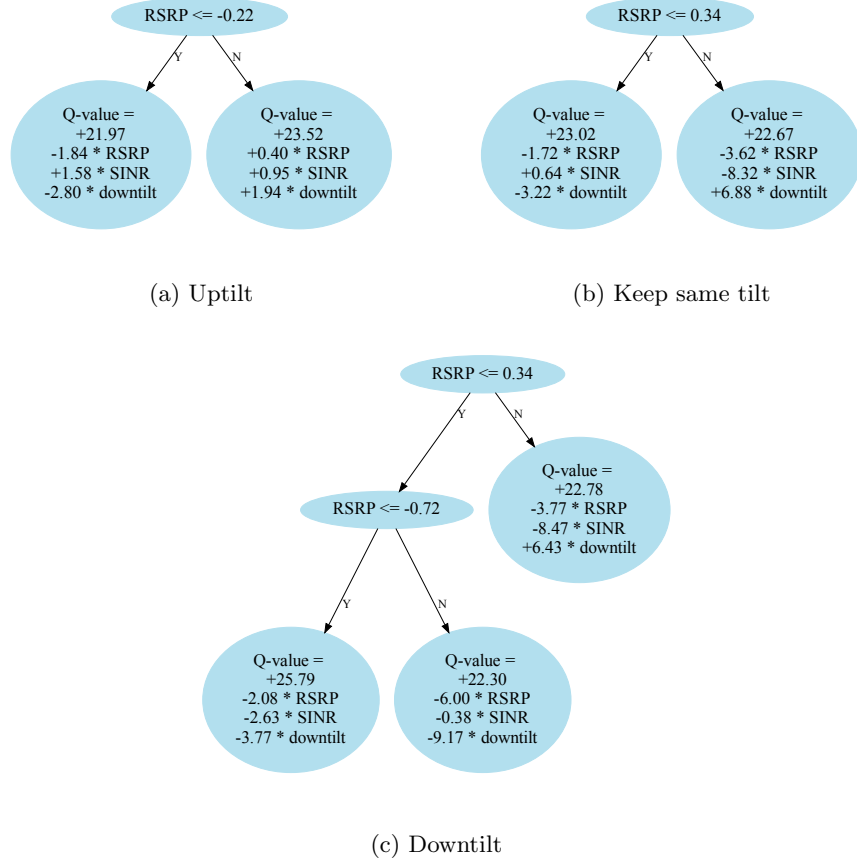 RSRP <= -0.22
Y
N
Q-value =
+21.97
-1.84 * RSRP
+1.58 * SINR
-2.80 * downtilt
Q-value =
+23.52
+0.40 * RSRP
+0.95 * SINR
+1.94 * downtilt
(a) Uptilt
RSRP <= 0.34
Y
N
Q-value =
+23.02
-1.72 * RSRP
+0.64 * SINR
-3.22 * downtilt
Q-value =
+22.67
-3.62 * RSRP
-8.32 * SINR
+6.88 * downtilt
(b) Keep same tilt
RSRP <= 0.34
Y
N
RSRP <= -0.72
Q-value =
+22.78
-3.77 * RSRP
-8.47 * SINR
+6.43 * downtilt
Y
N
Q-value =
+25.79
-2.08 * RSRP
-2.63 * SINR
-3.77 * downtilt
Q-value =
+22.30
-6.00 * RSRP
-0.38 * SINR
-9.17 * downtilt
(c) Downtilt